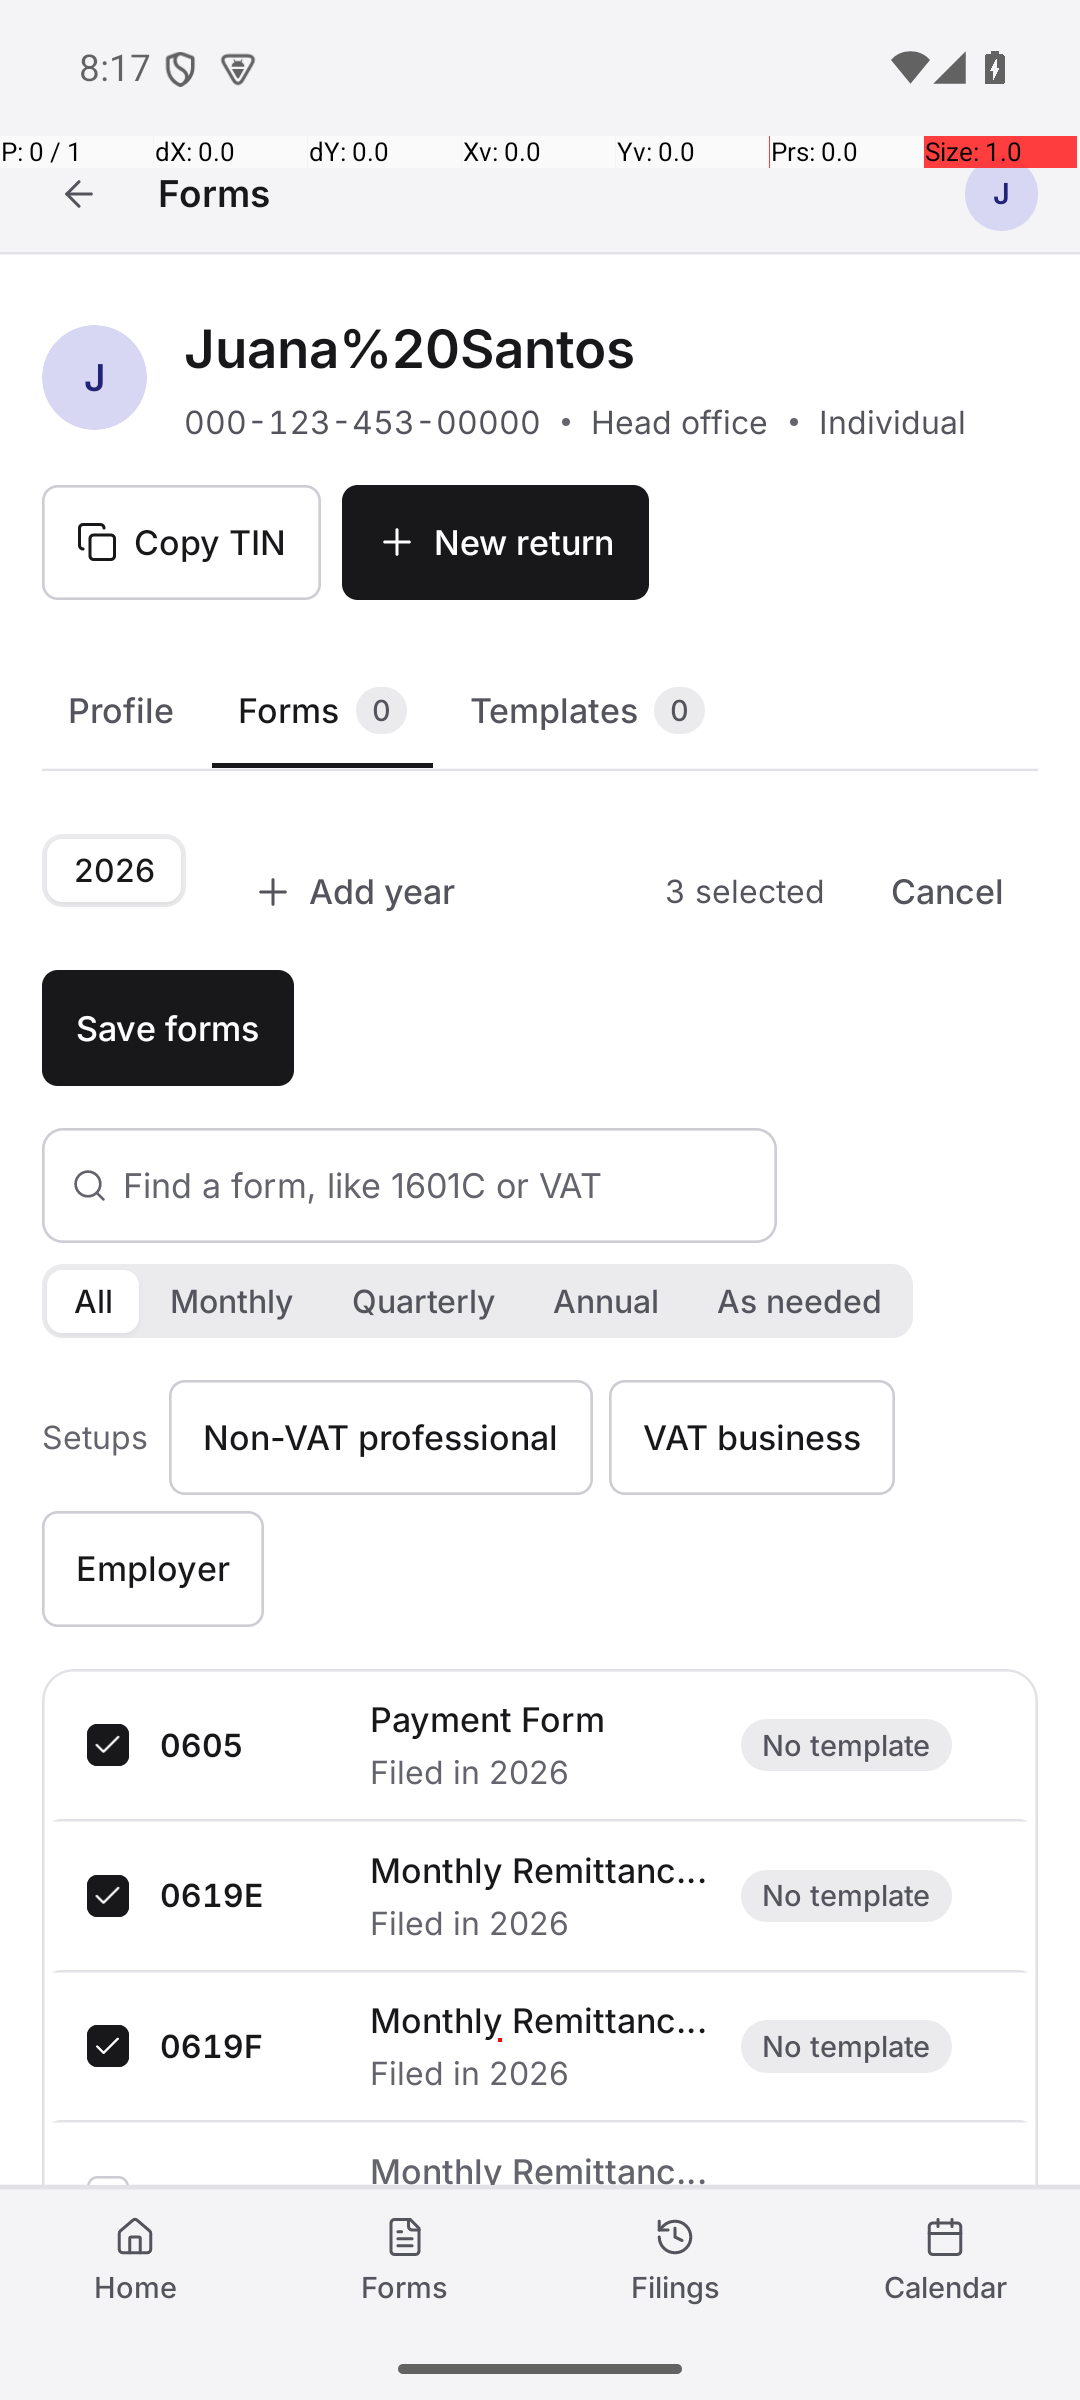 8:17
P: 0 / 1 dX: 0.0 dY: 0.0 Xv: 0.0 Yv: 0.0 Prs: 0.0 Size: 1.0
Forms J
J Juana%20Santos
000-123-453-00000 • Head office • Individual
Copy TIN New return
Profile Forms 0 Templates 0
2026 Add year 3 selected Cancel
Save forms
Find a form, like 1601C or VAT
All Monthly Quarterly Annual As needed
Setups Non-VAT professional VAT business
Employer
0605 Payment Form No template
Filed in 2026
0619E Monthly Remittanc... No template
Filed in 2026
0619F Monthly Remittanc... No template
Filed in 2026
Monthly Remittanc...
Home Forms Filings Calendar